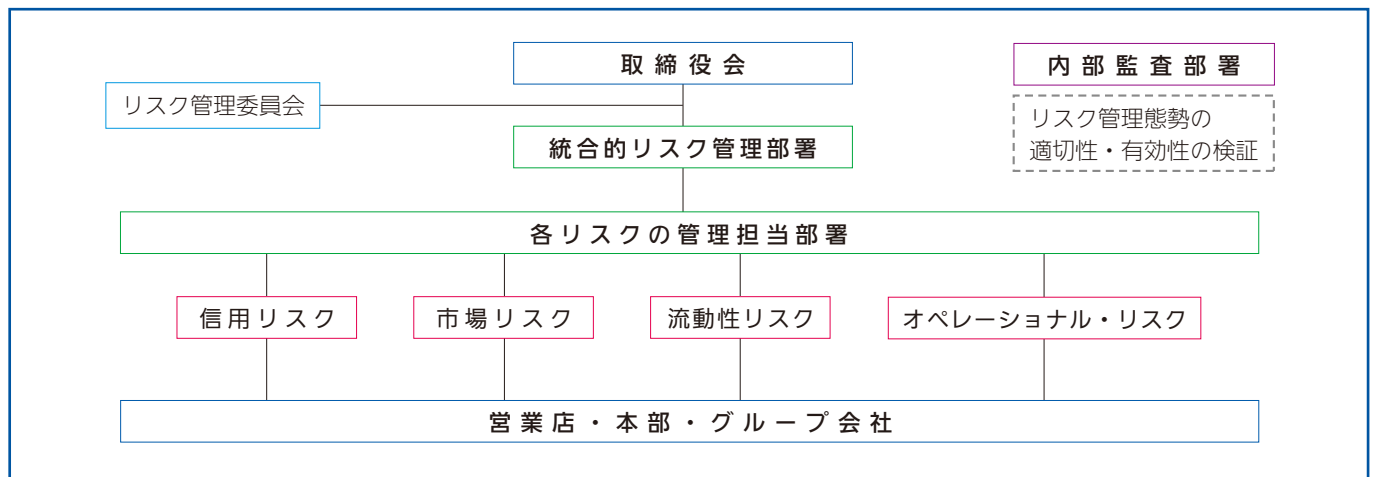 取締役会
内部監査部署
リスク管理委員会
リスク管理態勢の
適切性・有効性の検証
統合的リスク管理部署
各リスクの管理担当部署
信用リスク
市場リスク
流動性リスク
オペレーショナル・リスク
営業店・本部・グループ会社